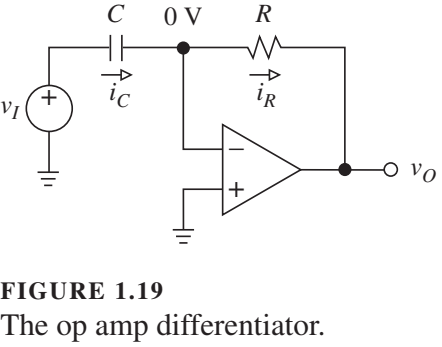 C 0 V R
i_C i_R
v_I
v_O
FIGURE 1.19
The op amp differentiator.